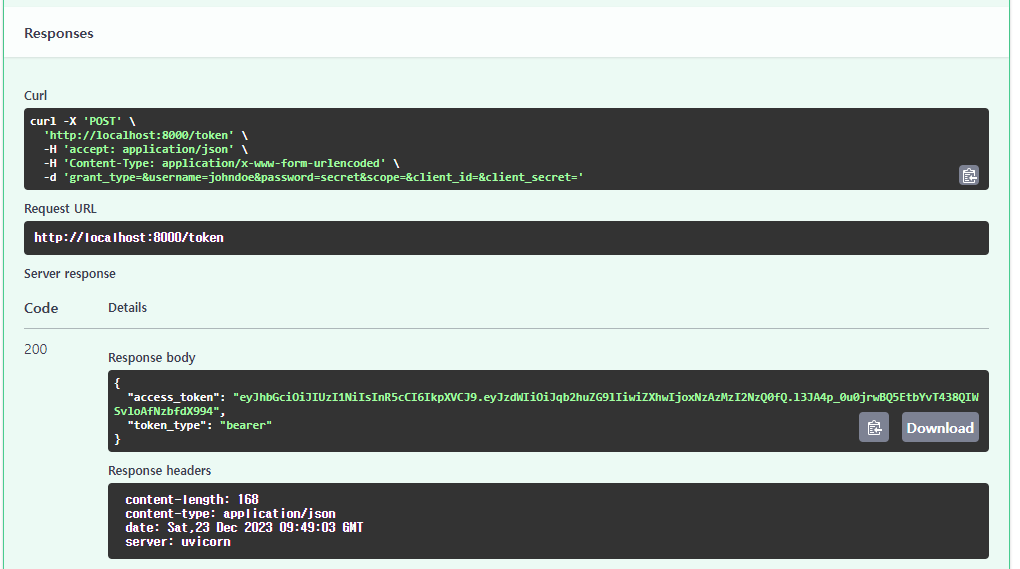 Responses
Curl
curl -X 'POST' \
'http://localhost:8000/token' \
-H 'accept: application/json' \
-H 'Content-Type: application/x-www-form-urlencoded' \
-d 'grant_type=&username=johndoe&password=secret&scope=&client_id=&client_secret='
Request URL
http://localhost:8000/token
Server response
Code Details
200
Response body
{
"access_token": "eyJhbGciOiJIUzI1NiIsInR5cCI6IkpXVCJ9.eyJzdWIiOiJqb2huZG9lIiwiZXhwIjoxNzAzMzI2NzQ0fQ.l3JA4p_0u0jrwBQ5EtbYvT438QIW
SvloAfNzbfdX994",
"token_type": "bearer"
}
Download
Response headers
content-length: 168
content-type: application/json
date: Sat,23 Dec 2023 09:49:03 GMT
server: uvicorn